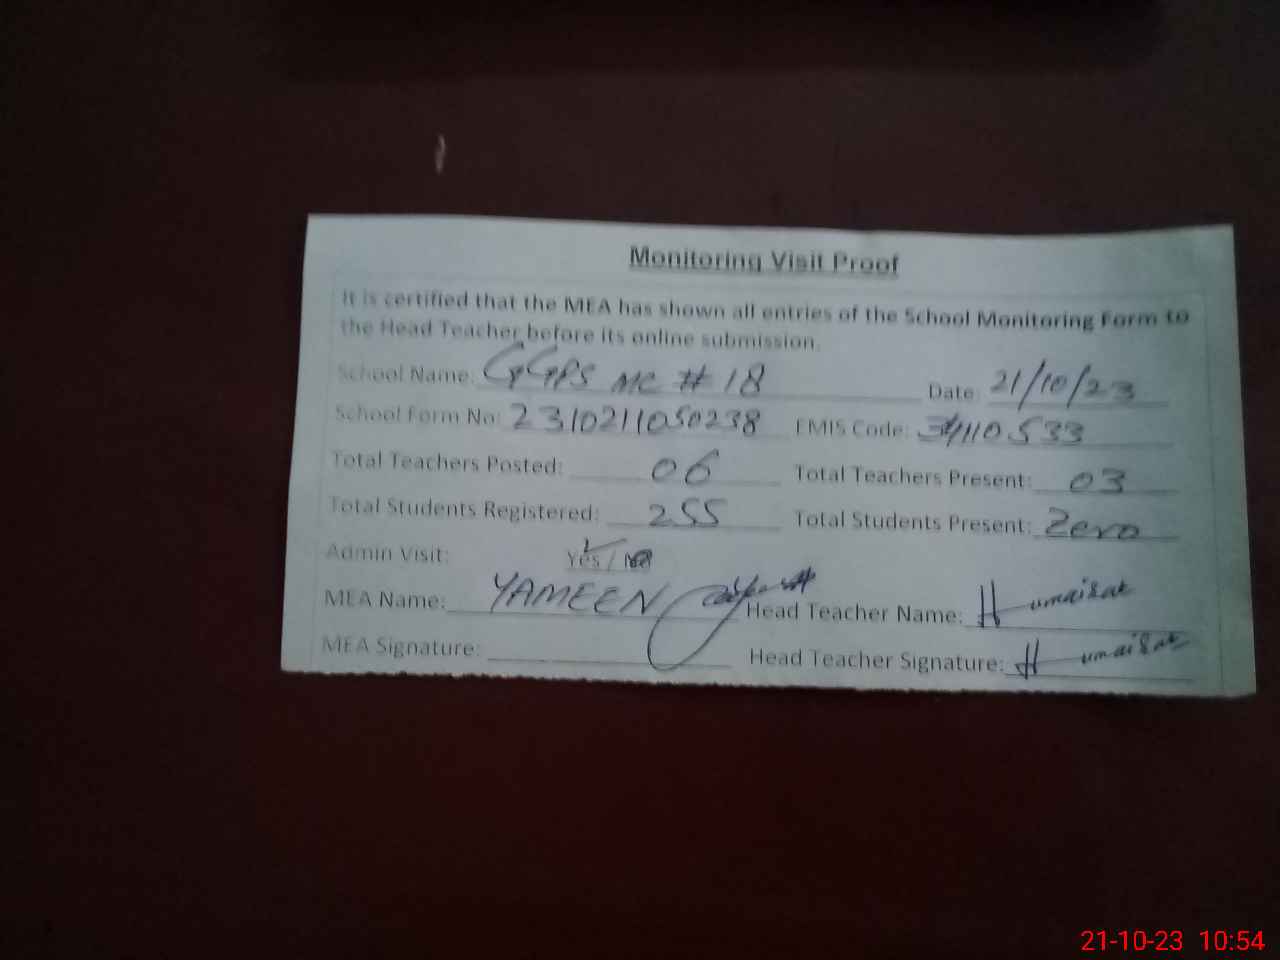 Monitoring Visit Proof
It is certified that the MEA has shown all entries of the School Monitoring Form to
the Head Teacher before its online submission.
School Name: GGPS MC # 18 Date: 21/10/23
School Form No: 2310211050238 EMIS Code: 34110533
Total Teachers Posted: 06 Total Teachers Present: 03
Total Students Registered: 255 Total Students Present: Zero
Admin Visit: Yes / No
MEA Name: YAMEEN Head Teacher Name:
MEA Signature: Head Teacher Signature:
21-10-23 10:54